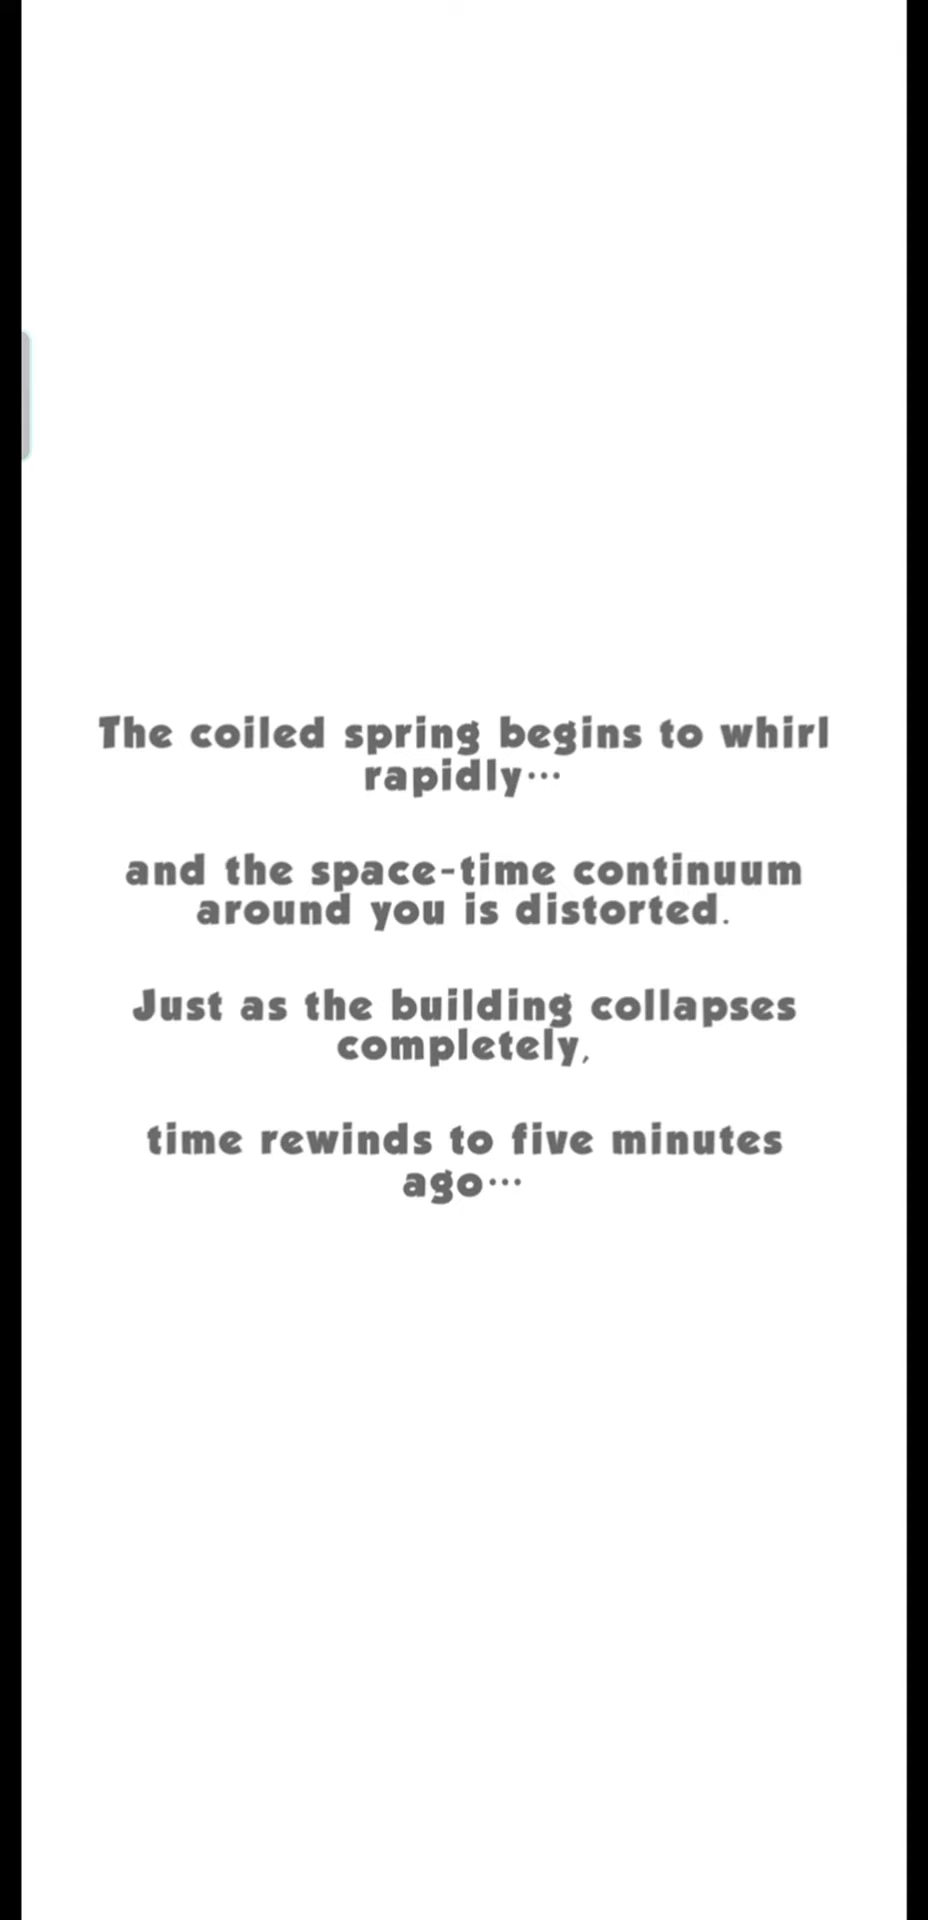 The coiled spring begins to whirl
rapidly…
and the space-time continuum
around you is distorted.
Just as the building collapses
completely,
time rewinds to five minutes
ago…